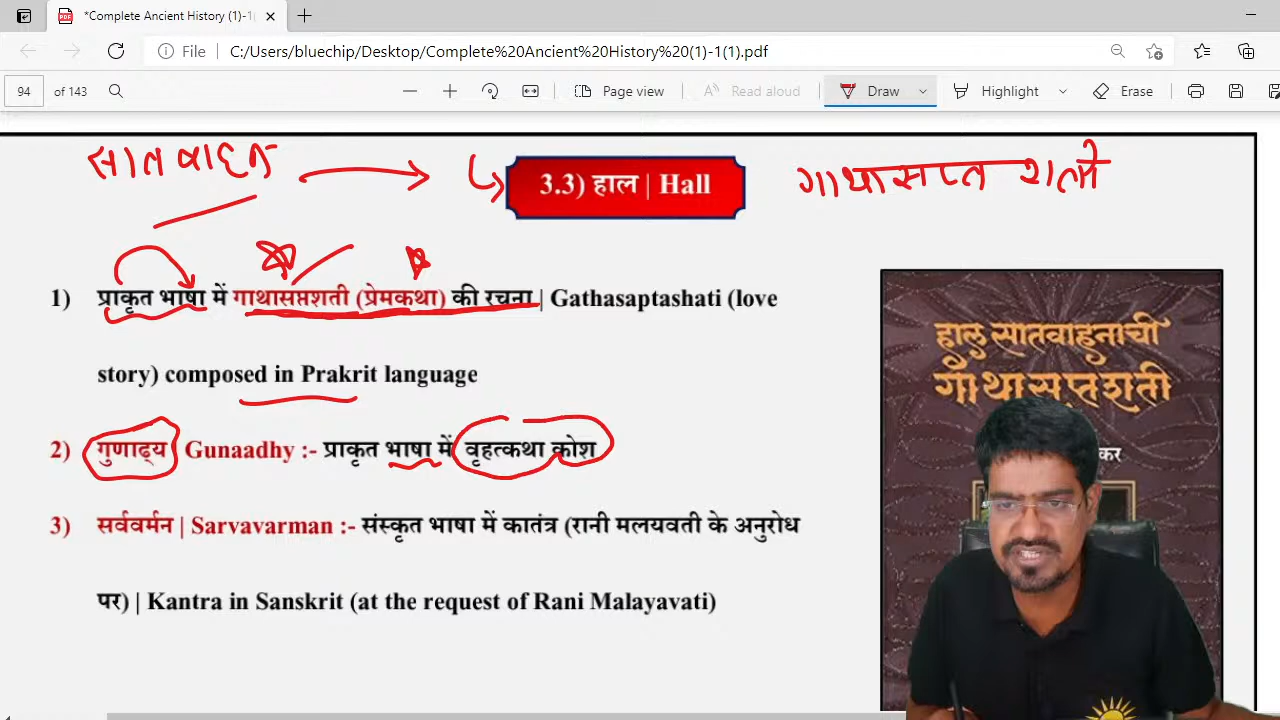 *Complete Ancient History (1)-1(
File C:/Users/bluechip/Desktop/Complete%20Ancient%20History%20(1)-1(1).pdf
94 of 143 Page view Read aloud Draw Highlight Erase
सातवाहन 3.3) हाल | Hall गाथासप्त शती
1) प्राकृत भाषा में गाथासप्तशती (प्रेमकथा) की रचना | Gathasaptashati (love
story) composed in Prakrit language
2) गुणाढ्य Gunaadhy :- प्राकृत भाषा में वृहत्कथा कोश
3) सर्ववर्मन | Sarvavarman :- संस्कृत भाषा में कातंत्र (रानी मलयवती के अनुरोध
पर) | Kantra in Sanskrit (at the request of Rani Malayavati)
हाल सातवाहनाची
गाथासप्तशती
कर